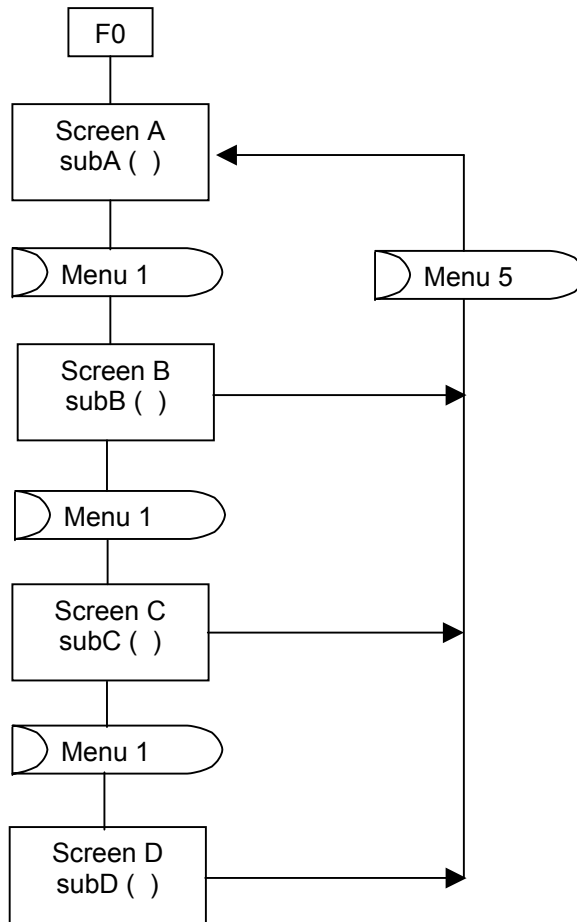 F0
Screen A
subA ( )
Menu 1
Menu 5
Screen B
subB ( )
Menu 1
Screen C
subC ( )
Menu 1
Screen D
subD ( )